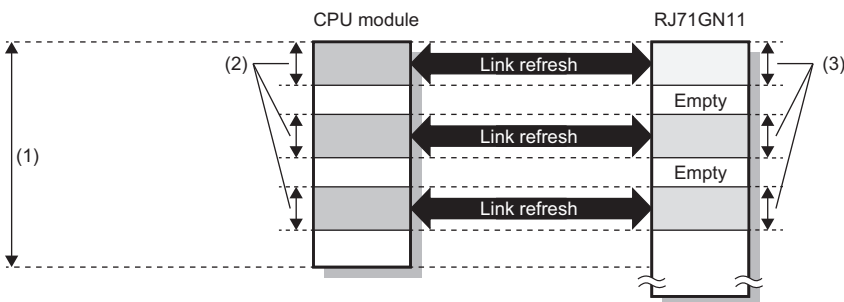 CPU module
RJ71GN11
(2)
Link refresh
(3)
Empty
Link refresh
(1)
Empty
Link refresh